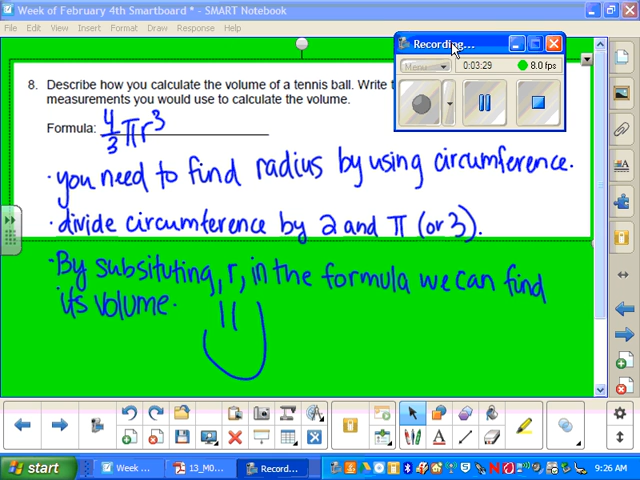 Week of February 4th Smartboard * - SMART Notebook
File Edit View Insert Format Draw
Recording...
Menu 0:03:29 8.0 fps
8. Describe how you calculate the volume of a tennis ball. Write t
measurements you would use to calculate the volume.
Formula: 4/3 πr³
· you need to find radius by using circumference.
· divide circumference by 2 and π (or 3).
· By subsituting, r, in the formula we can find
its volume.
start Week ... 13_M0... Record... 9:26 AM